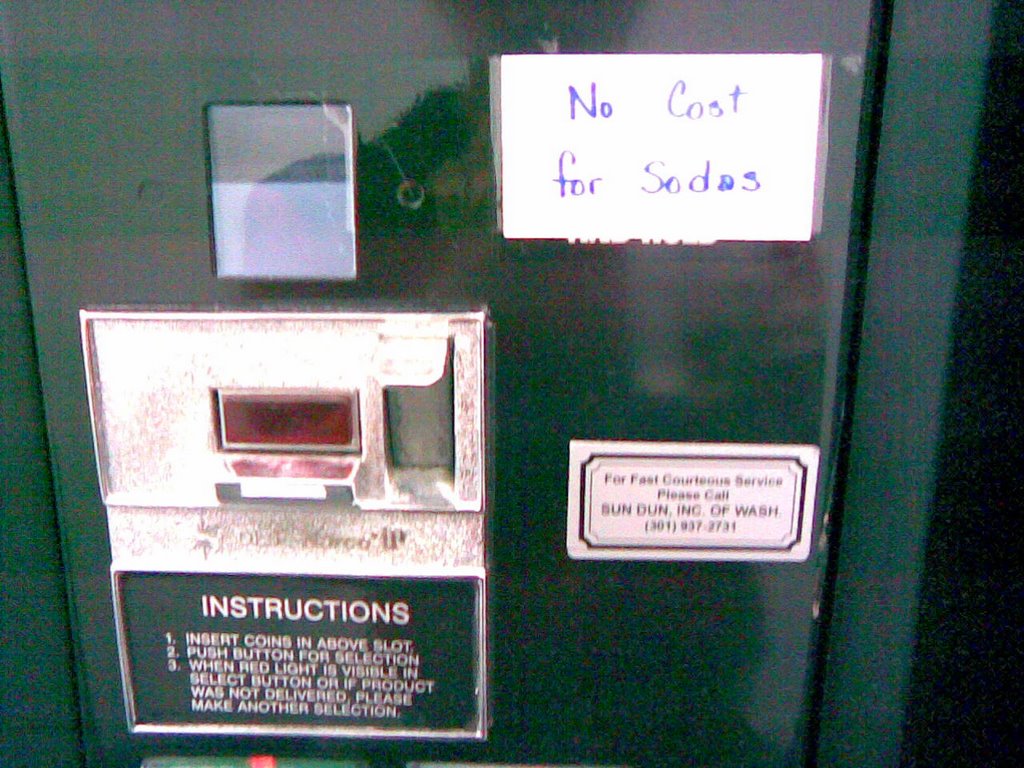 No Cost
for Sodas
For Fast Courteous Service
Please Call
SUN DUN, INC. OF WASH.
(301) 937-2731
INSTRUCTIONS
1. INSERT COINS IN ABOVE SLOT.
2. PUSH BUTTON FOR SELECTION
3. WHEN RED LIGHT IS VISIBLE IN
SELECT BUTTON OR IF PRODUCT
WAS NOT DELIVERED, PLEASE
MAKE ANOTHER SELECTION.